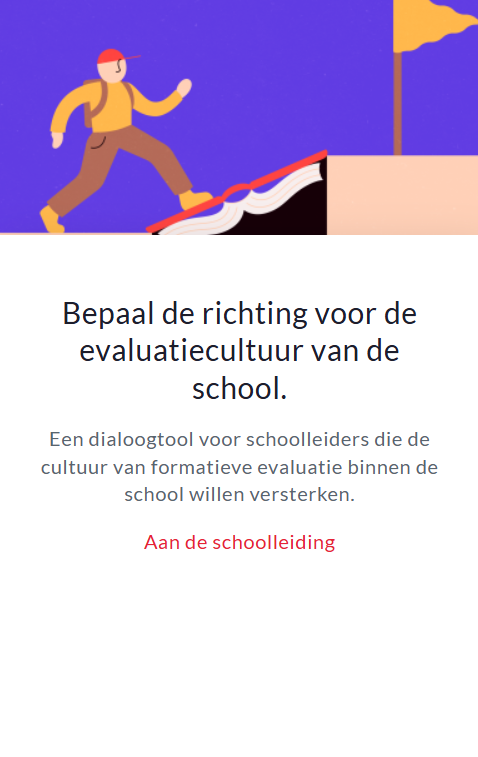 Bepaal de richting voor de
evaluatiecultuur van de
school.
Een dialoogtool voor schoolleiders die de
cultuur van formatieve evaluatie binnen de
school willen versterken.
Aan de schoolleiding